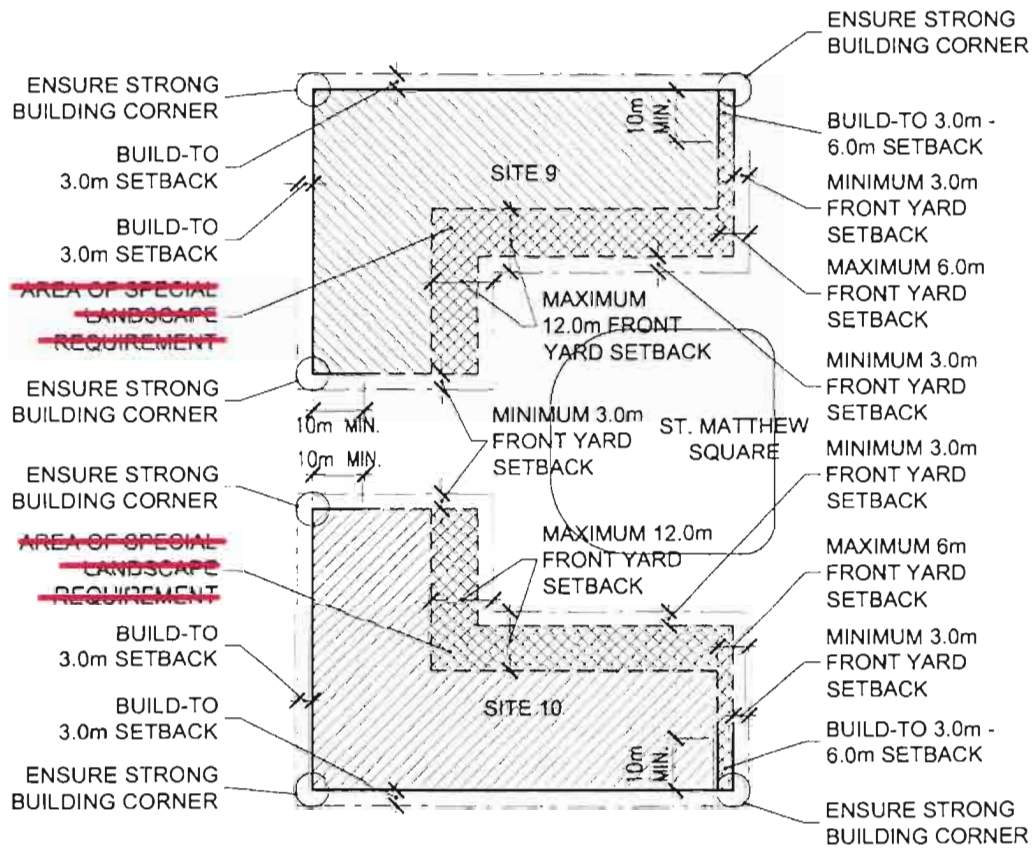 ENSURE STRONG
BUILDING CORNER
ENSURE STRONG
BUILDING CORNER
BUILD-TO
3.0m SETBACK
BUILD-TO
3.0m SETBACK
AREA OF SPECIAL
LANDSCAPE
REQUIREMENT
ENSURE STRONG
BUILDING CORNER
10m MIN.
10m MIN.
ENSURE STRONG
BUILDING CORNER
AREA OF SPECIAL
LANDSCAPE
REQUIREMENT
BUILD-TO
3.0m SETBACK
BUILD-TO
3.0m SETBACK
ENSURE STRONG
BUILDING CORNER
10m
MIN.
SITE 9
MAXIMUM
12.0m FRONT
YARD SETBACK
MINIMUM 3.0m
FRONT YARD
SETBACK
ST. MATTHEW
SQUARE
MAXIMUM 12.0m
FRONT YARD
SETBACK
SITE 10
10m
MIN.
BUILD-TO 3.0m -
6.0m SETBACK
MINIMUM 3.0m
FRONT YARD
SETBACK
MAXIMUM 6.0m
FRONT YARD
SETBACK
MINIMUM 3.0m
FRONT YARD
SETBACK
MINIMUM 3.0m
FRONT YARD
SETBACK
MAXIMUM 6m
FRONT YARD
SETBACK
MINIMUM 3.0m
FRONT YARD
SETBACK
BUILD-TO 3.0m -
6.0m SETBACK
ENSURE STRONG
BUILDING CORNER